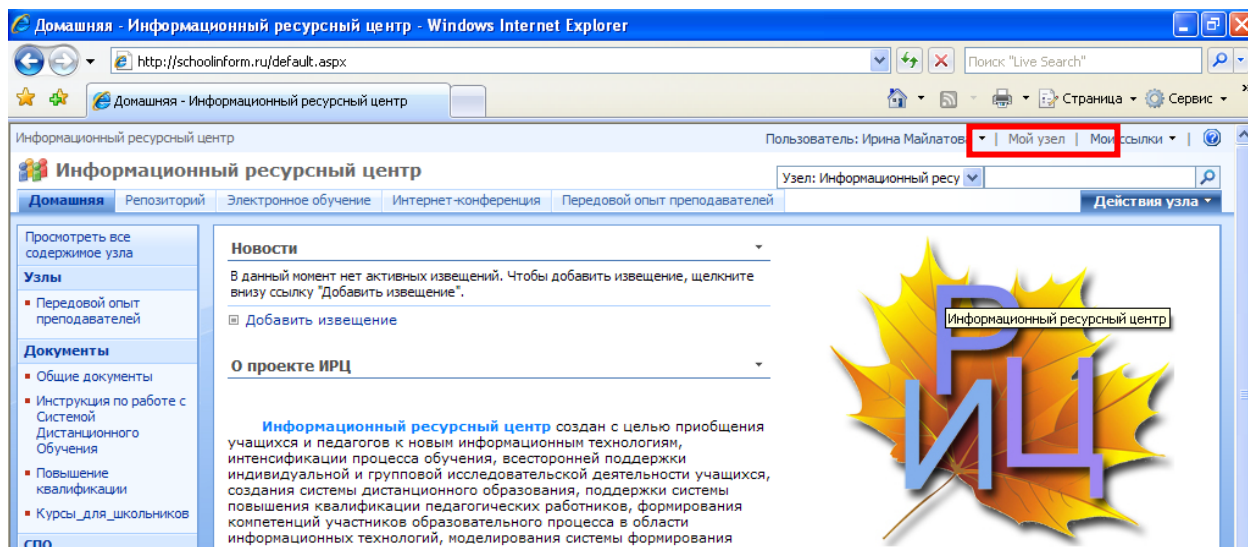 Домашняя - Информационный ресурсный центр - Windows Internet Explorer
http://schoolinform.ru/default.aspx
Поиск "Live Search"
Домашняя - Информационный ресурсный центр
Страница
Сервис
Информационный ресурсный центр
Пользователь: Ирина Майлатова | Мой узел | Мои ссылки |
Информационный ресурсный центр
Узел: Информационный ресу
Домашняя Репозиторий Электронное обучение Интернет-конференция Передовой опыт преподавателей
Действия узла
Просмотреть все
содержимое узла
Узлы
Передовой опыт
преподавателей
Документы
Общие документы
Инструкция по работе с
Системой
Дистанционного
Обучения
Повышение
квалификации
Курсы_для_школьников
СПО
Новости
В данный момент нет активных извещений. Чтобы добавить извещение, щелкните
внизу ссылку "Добавить извещение".
Добавить извещение
О проекте ИРЦ
Информационный ресурсный центр создан с целью приобщения
учащихся и педагогов к новым информационным технологиям,
интенсификации процесса обучения, всесторонней поддержки
индивидуальной и групповой исследовательской деятельности учащихся,
создания системы дистанционного образования, поддержки системы
повышения квалификации педагогических работников, формирования
компетенций участников образовательного процесса в области
информационных технологий, моделирования системы формирования
ИРЦ
Информационный ресурсный центр